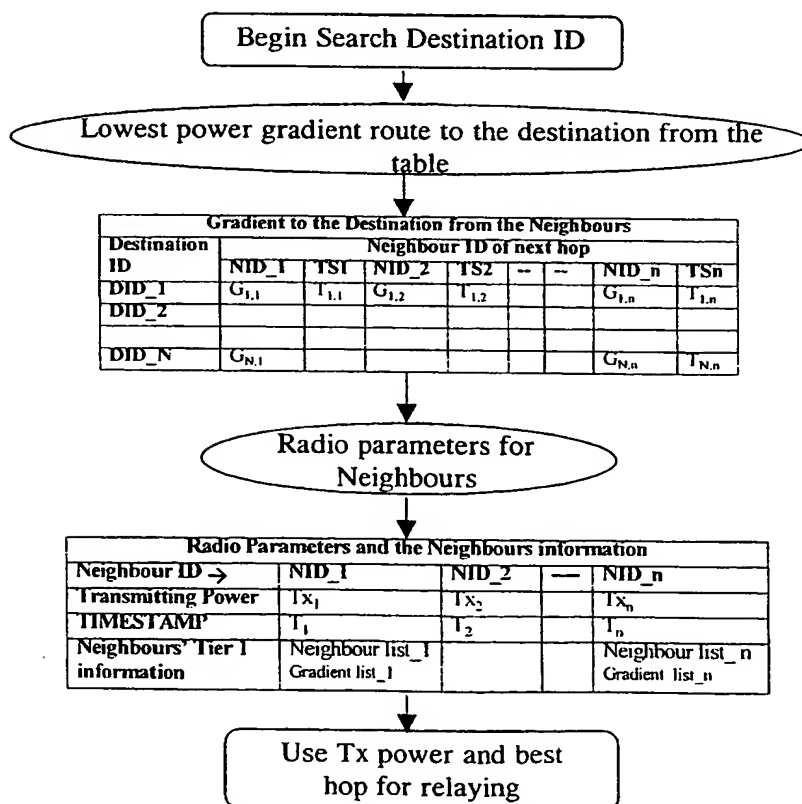 Begin Search Destination ID
Lowest power gradient route to the destination from the
table
Gradient to the Destination from the Neighbours
Destination ID Neighbour ID of next hop
NID_1 TS1 NID_2 TS2 -- -- NID_n TSn
DID_1 G1,1 T1,1 G1,2 T1,2 G1,n T1,n
DID_2
DID_N GN,1 GN,n TN,n
Radio parameters for
Neighbours
Radio Parameters and the Neighbours information
Neighbour ID → NID_1 NID_2 --- NID_n
Transmitting Power Tx1 Tx2 Txn
TIMESTAMP T1 T2 Tn
Neighbours' Tier 1 Neighbour list_1 Neighbour list_n
information Gradient list_1 Gradient list_n
Use Tx power and best
hop for relaying